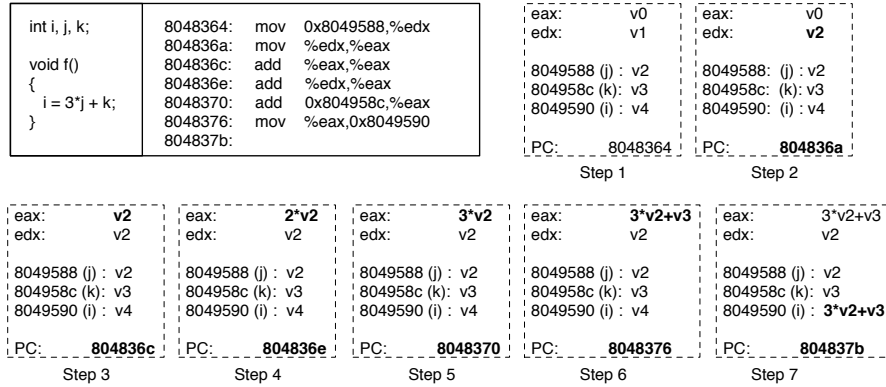 int i, j, k;
void f()
{
i = 3*j + k;
}
8048364: mov 0x8049588,%edx
804836a: mov %edx,%eax
804836c: add %eax,%eax
804836e: add %edx,%eax
8048370: add 0x804958c,%eax
8048376: mov %eax,0x8049590
804837b:
eax: v0
edx: v1
8049588 (j) : v2
804958c (k): v3
8049590 (i) : v4
PC: 8048364
Step 1
eax: v0
edx: v2
8049588: (j) : v2
804958c: (k): v3
8049590: (i) : v4
PC: 804836a
Step 2
eax: v2
edx: v2
8049588 (j) : v2
804958c (k): v3
8049590 (i) : v4
PC: 804836c
Step 3
eax: 2*v2
edx: v2
8049588 (j) : v2
804958c (k): v3
8049590 (i) : v4
PC: 804836e
Step 4
eax: 3*v2
edx: v2
8049588 (j) : v2
804958c (k): v3
8049590 (i) : v4
PC: 8048370
Step 5
eax: 3*v2+v3
edx: v2
8049588 (j) : v2
804958c (k): v3
8049590 (i) : v4
PC: 8048376
Step 6
eax: 3*v2+v3
edx: v2
8049588 (j) : v2
804958c (k): v3
8049590 (i) : 3*v2+v3
PC: 804837b
Step 7